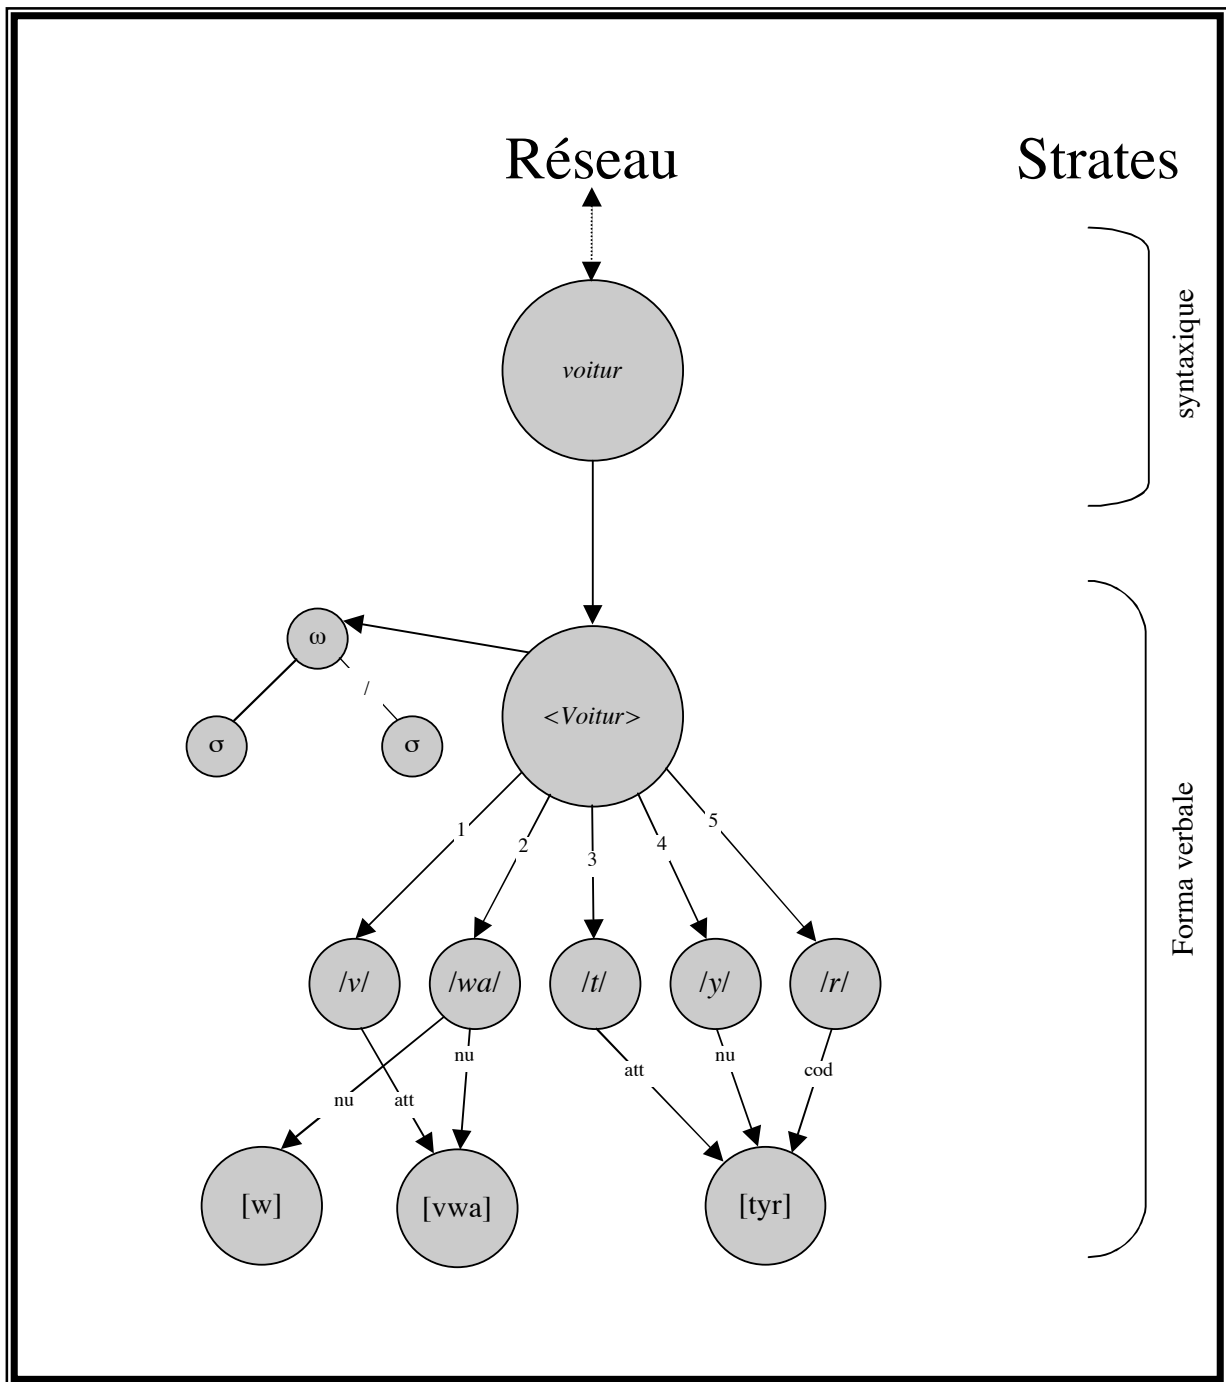 Réseau
Strates
voitur
syntaxique
ω
/
σ
σ
<Voitur>
1
2
3
4
5
Forma verbale
/v/
/wa/
/t/
/y/
/r/
nu
att
nu
att
nu
cod
[w]
[vwa]
[tyr]